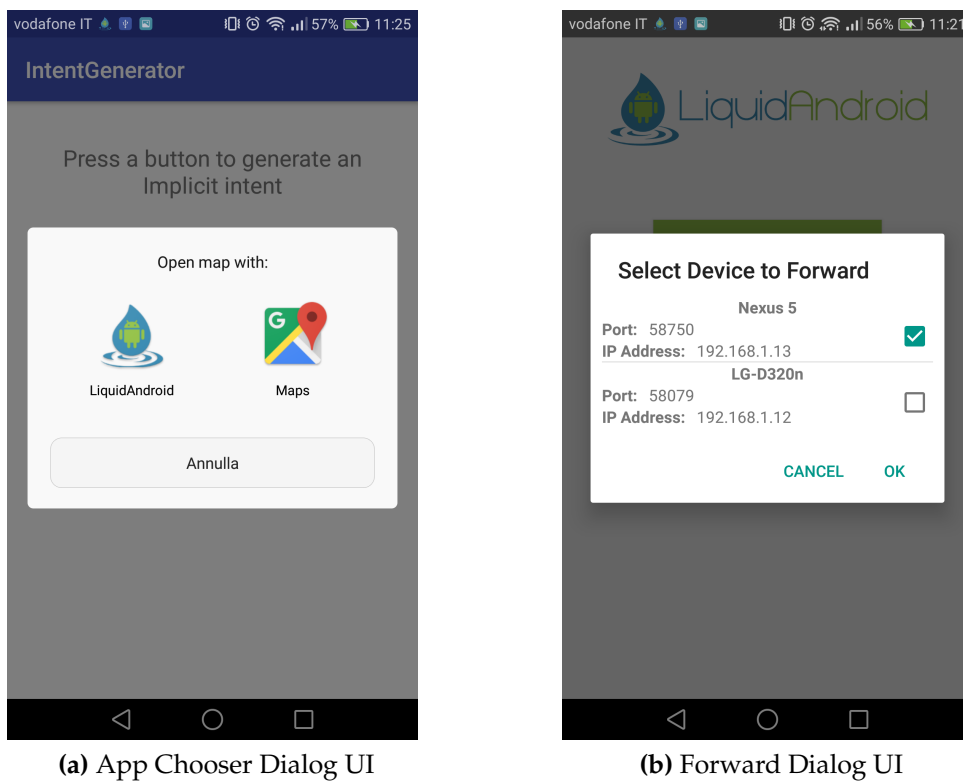 vodafone IT 57% 11:25
IntentGenerator
Press a button to generate an
Implicit intent
Open map with:
G
LiquidAndroid Maps
Annulla
(a) App Chooser Dialog UI
vodafone IT 56% 11:21
LiquidAndroid
Select Device to Forward
Nexus 5
Port: 58750
IP Address: 192.168.1.13
LG-D320n
Port: 58079
IP Address: 192.168.1.12
CANCEL OK
(b) Forward Dialog UI